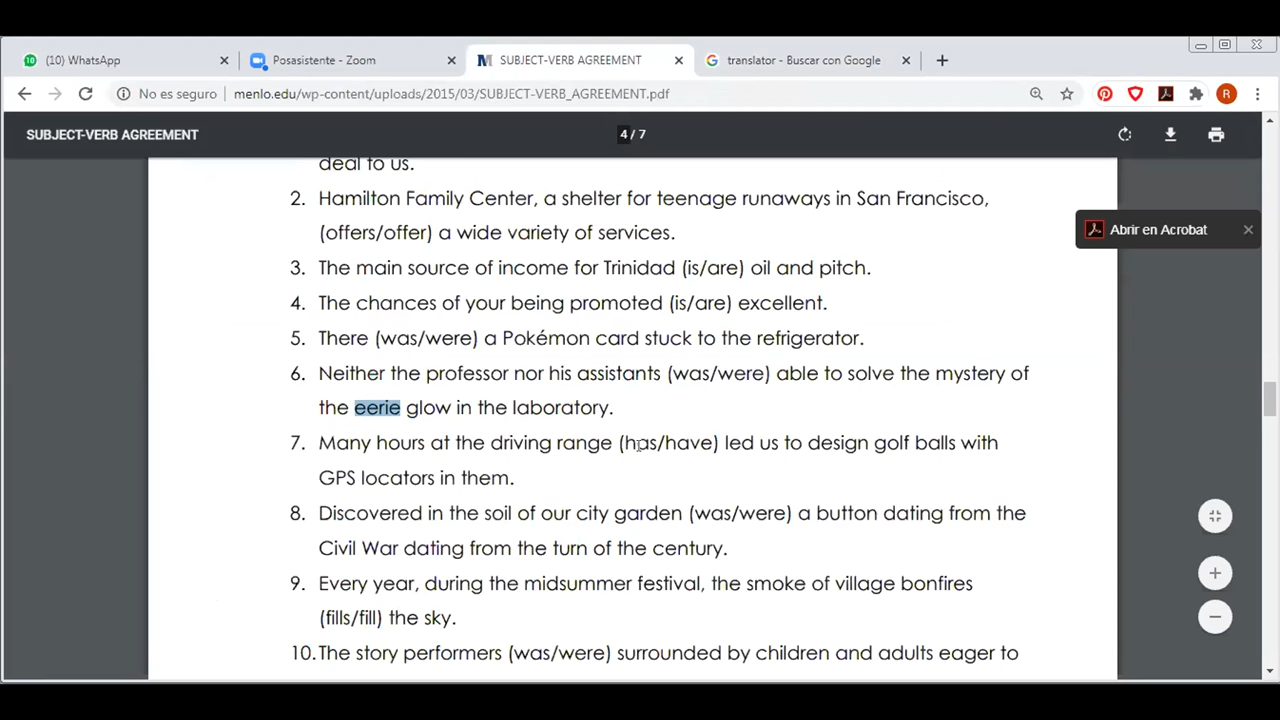 (10) WhatsApp
Posasistente - Zoom
SUBJECT-VERB AGREEMENT
translator - Buscar con Google
No es seguro
menlo.edu/wp-content/uploads/2015/03/SUBJECT-VERB_AGREEMENT.pdf
R
SUBJECT-VERB AGREEMENT
4 / 7
deal to us.
2. Hamilton Family Center, a shelter for teenage runaways in San Francisco,
(offers/offer) a wide variety of services.
Abrir en Acrobat
3. The main source of income for Trinidad (is/are) oil and pitch.
4. The chances of your being promoted (is/are) excellent.
5. There (was/were) a Pokémon card stuck to the refrigerator.
6. Neither the professor nor his assistants (was/were) able to solve the mystery of
the eerie glow in the laboratory.
7. Many hours at the driving range (has/have) led us to design golf balls with
GPS locators in them.
8. Discovered in the soil of our city garden (was/were) a button dating from the
Civil War dating from the turn of the century.
9. Every year, during the midsummer festival, the smoke of village bonfires
(fills/fill) the sky.
10. The story performers (was/were) surrounded by children and adults eager to